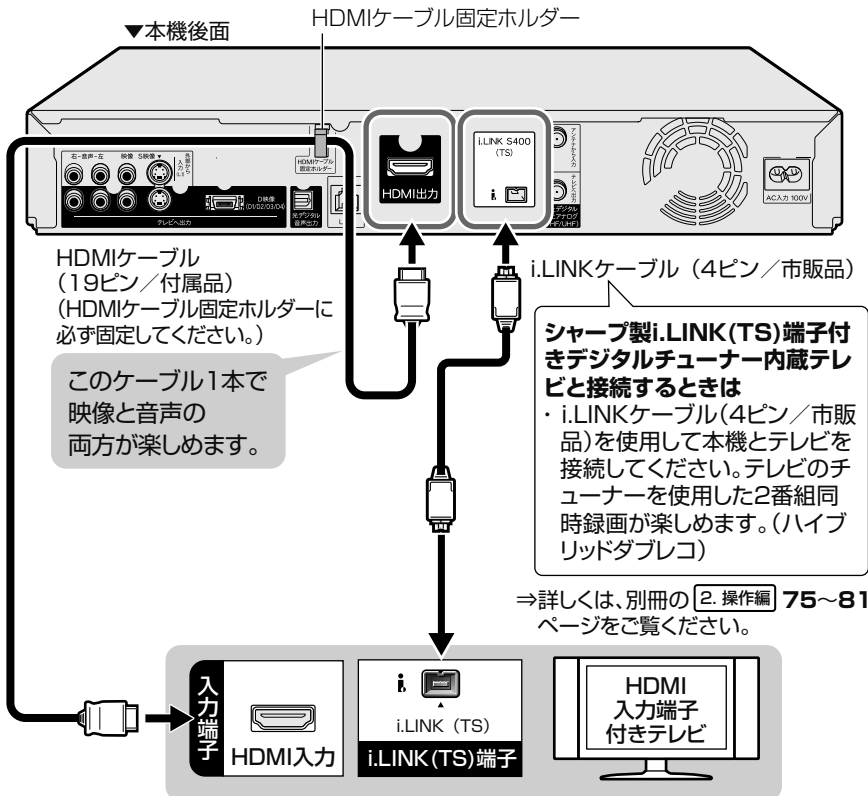 HDMIケーブル固定ホルダー
▼本機後面
右-音声-左
映像
S映像▼
外部から
入力
(L1)
HDMIケーブル
固定ホルダー
D映像
(D1/D2/D3/D4)
テレビへ出力
光デジタル
音声出力
HDMI出力
i.LINK S400
(TS)
i
アンテナから入力
テレビへ出力
AC入力 100V
HDMIケーブル
(19ピン/付属品)
(HDMIケーブル固定ホルダーに
必ず固定してください。)
このケーブル1本で
映像と音声の
両方が楽しめます。
i.LINKケーブル(4ピン/市販品)
シャープ製i.LINK(TS)端子付
きデジタルチューナー内蔵テレ
ビと接続するときは
・ i.LINKケーブル(4ピン/市販
品)を使用して本機とテレビを
接続してください。テレビのチ
ューナーを使用した2番組同
時録画が楽しめます。(ハイブ
リッドダブレコ)
⇒詳しくは、別冊の 2. 操作編 75〜81
ページをご覧ください。
入力端子
HDMI入力
i
i.LINK (TS)
i.LINK(TS)端子
HDMI
入力端子
付きテレビ